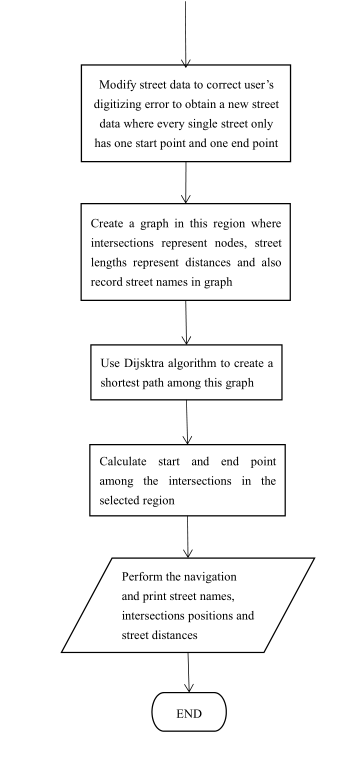 Modify street data to correct user's
digitizing error to obtain a new street
data where every single street only
has one start point and one end point
Create a graph in this region where
intersections represent nodes, street
lengths represent distances and also
record street names in graph
Use Dijsktra algorithm to create a
shortest path among this graph
Calculate start and end point
among the intersections in the
selected region
Perform the navigation
and print street names,
intersections positions and
street distances
END